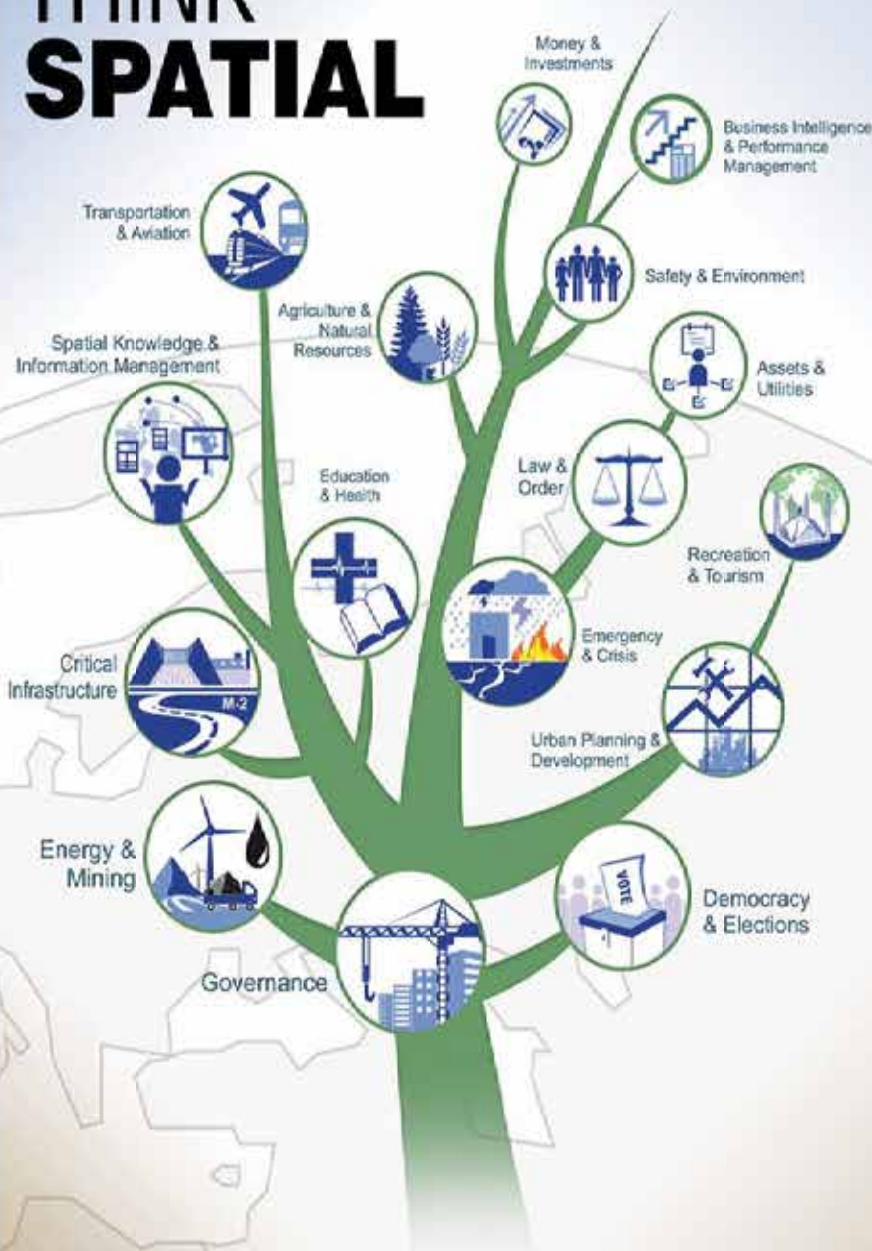 THINK
SPATIAL
Money &
Investments
Business Intelligence
& Performance
Management
Transportation
& Aviation
Safety & Environment
Agriculture &
Natural
Resources
Spatial Knowledge &
Information Management
Assets &
Utilities
Law &
Order
Education
& Health
Recreation
& Tourism
Emergency
& Crisis
Critical
Infrastructure
M-2
Urban Planning &
Development
Energy &
Mining
VOTE
Democracy
& Elections
Governance